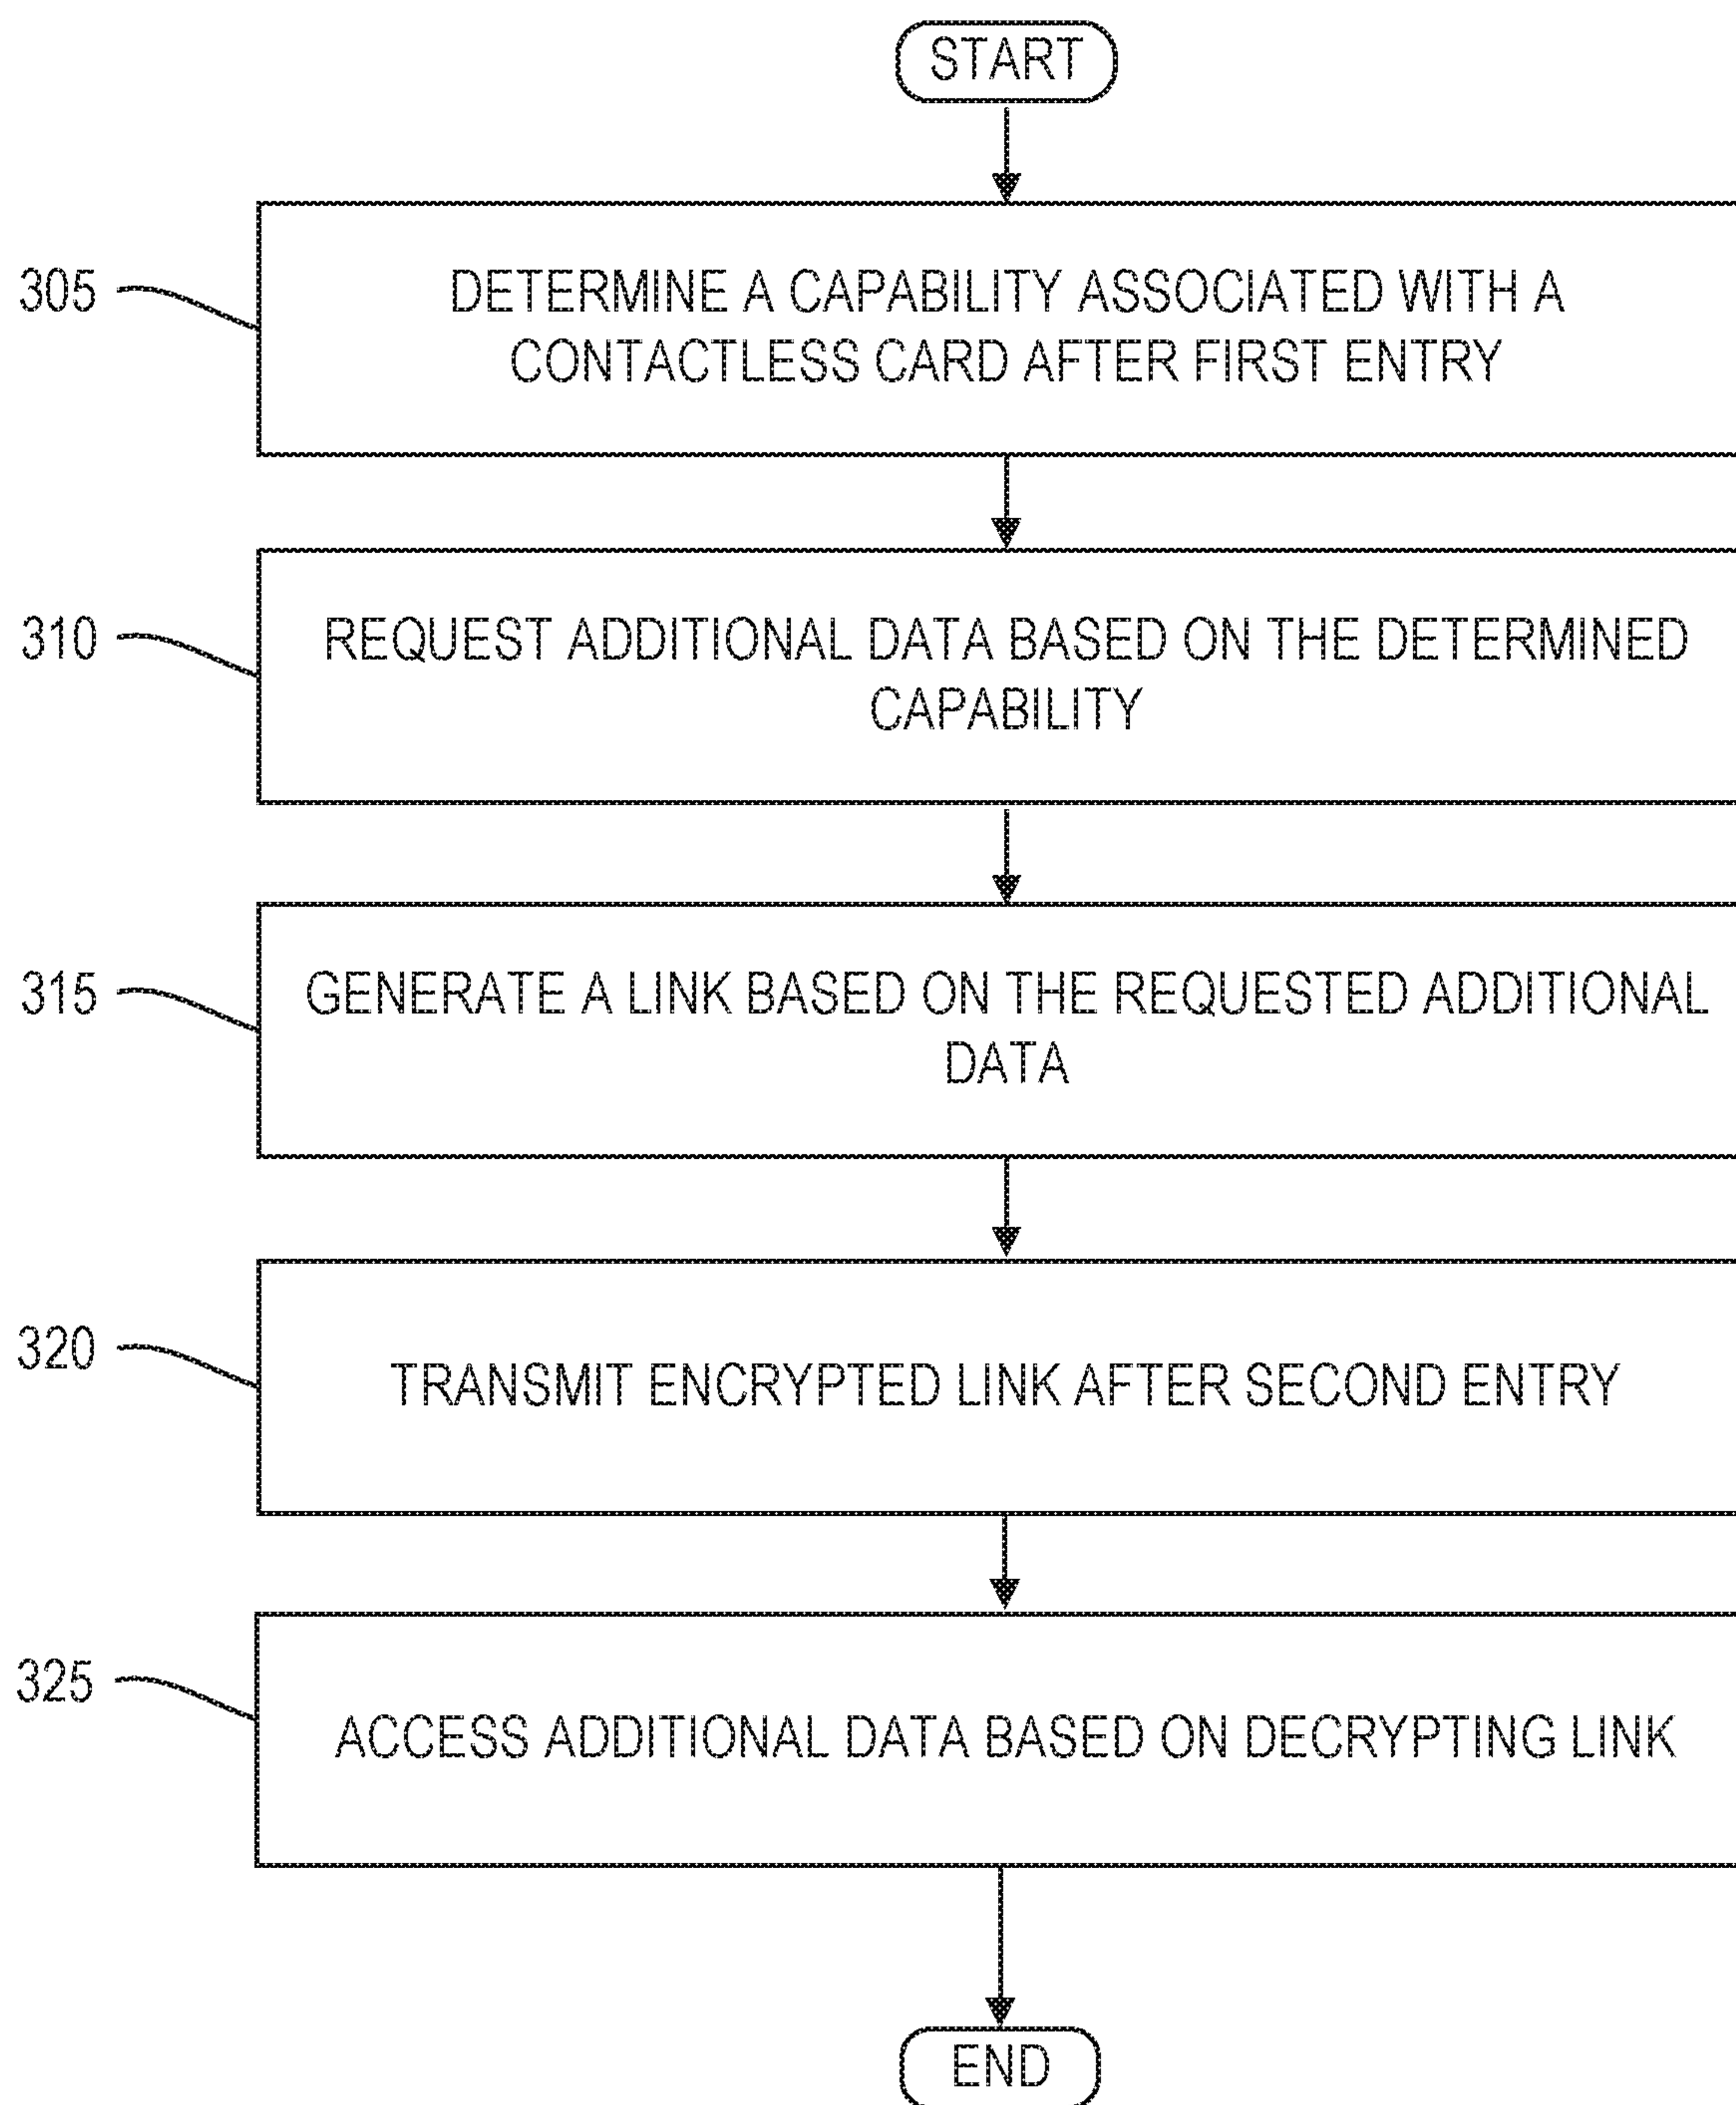 START
305
DETERMINE A CAPABILITY ASSOCIATED WITH A
CONTACTLESS CARD AFTER FIRST ENTRY
310
REQUEST ADDITIONAL DATA BASED ON THE DETERMINED
CAPABILITY
315
GENERATE A LINK BASED ON THE REQUESTED ADDITIONAL
DATA
320
TRANSMIT ENCRYPTED LINK AFTER SECOND ENTRY
325
ACCESS ADDITIONAL DATA BASED ON DECRYPTING LINK
END